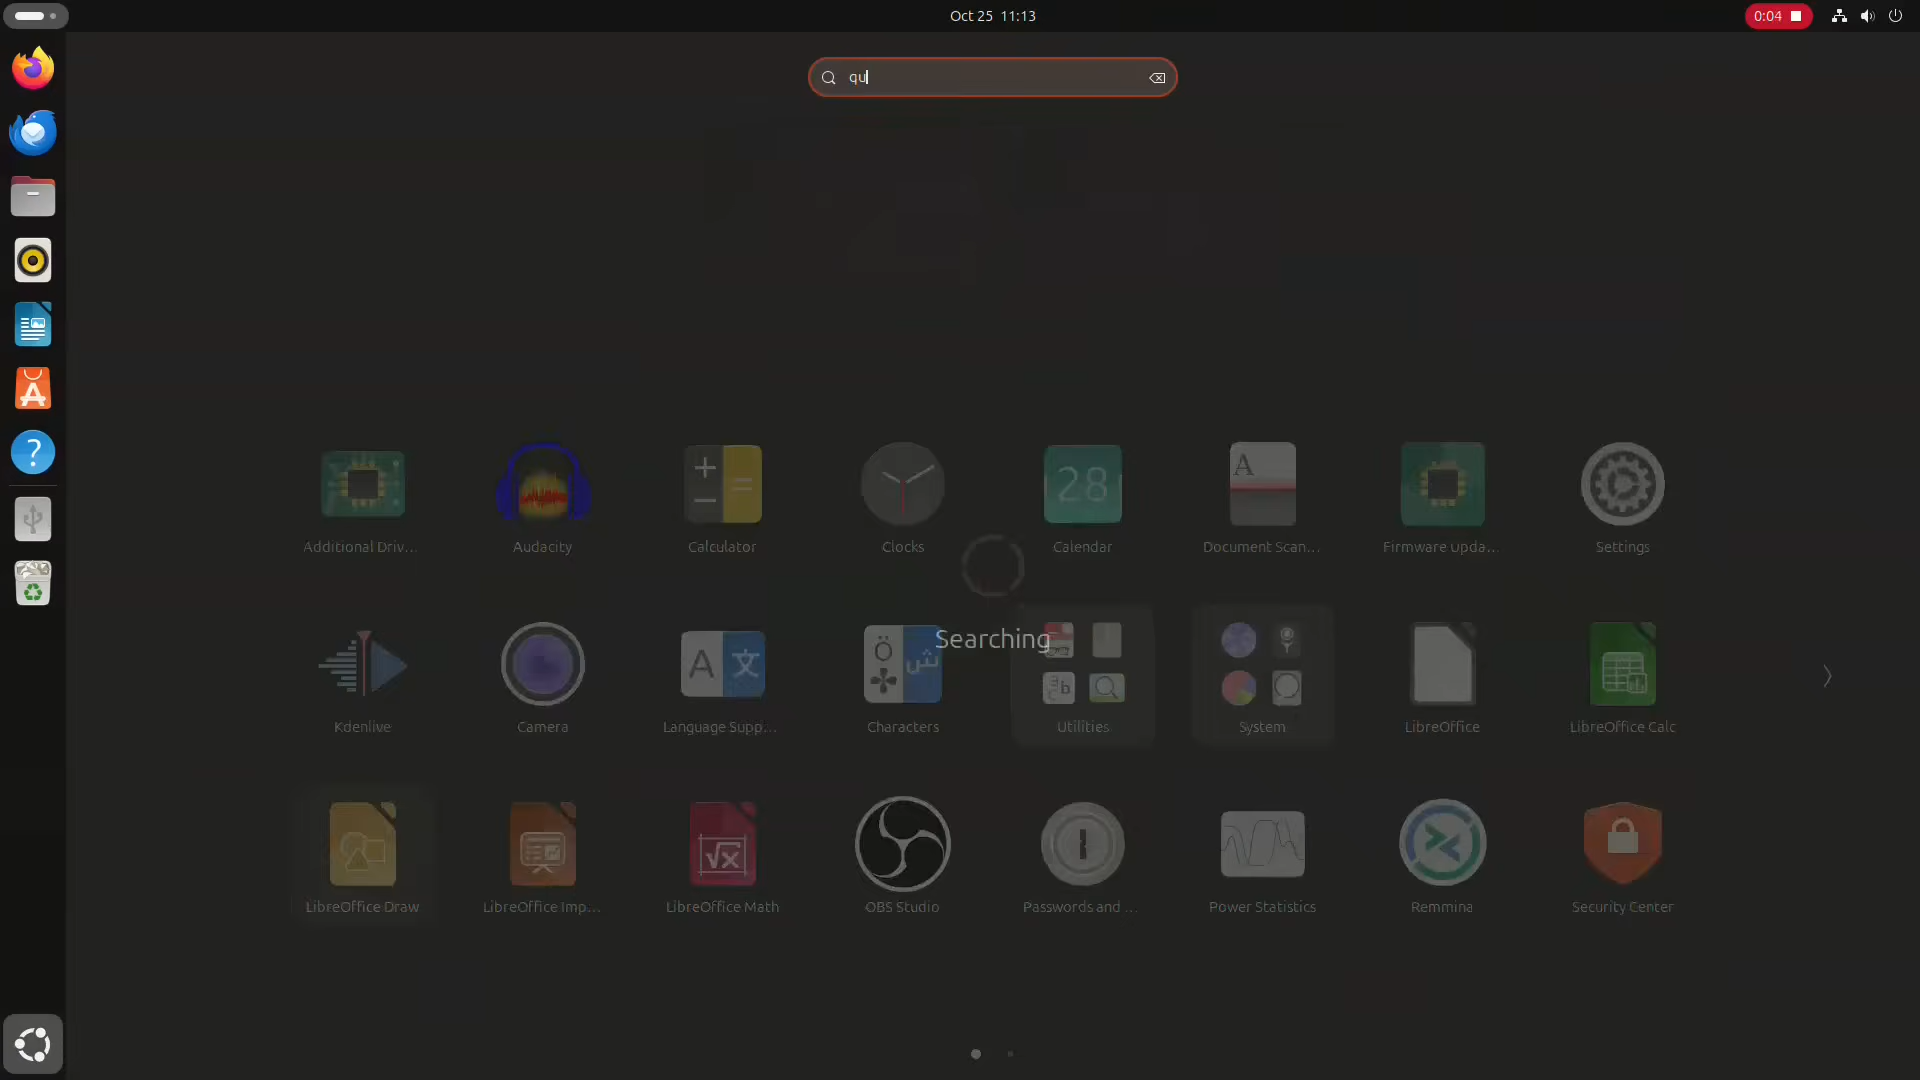 Oct 25 11:13
0:04
qu
Additional Driv...
Audacity
Calculator
Clocks
Calendar
Document Scan...
Firmware Upda...
Settings
Searching
Kdenlive
Camera
Language Supp...
Characters
Utilities
System
LibreOffice
LibreOffice Calc
LibreOffice Draw
LibreOffice Imp...
LibreOffice Math
OBS Studio
Passwords and ...
Power Statistics
Remmina
Security Center